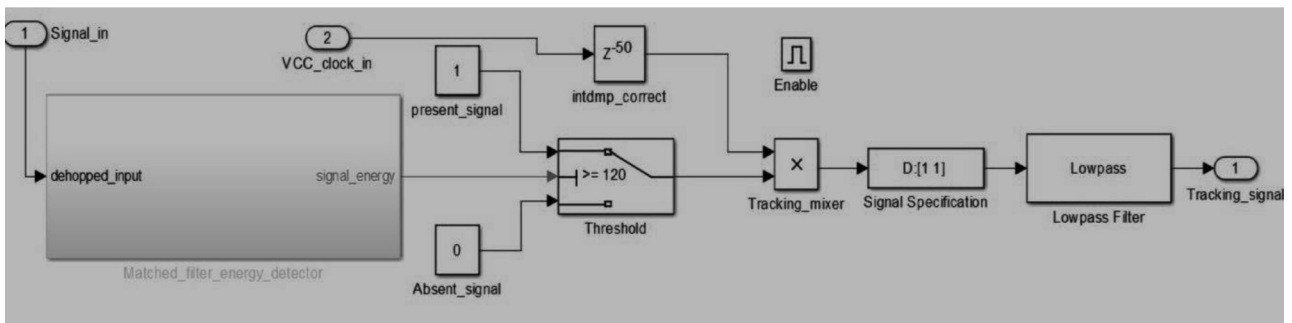 1
Signal_in
2
VCC_clock_in
1
present_signal
Z-50
intdmp_correct
Enable
dehopped_input
signal_energy
Matched_filter_energy_detector
>= 120
Threshold
0
Absent_signal
×
Tracking_mixer
D:[1 1]
Signal Specification
Lowpass
Lowpass Filter
1
Tracking_signal